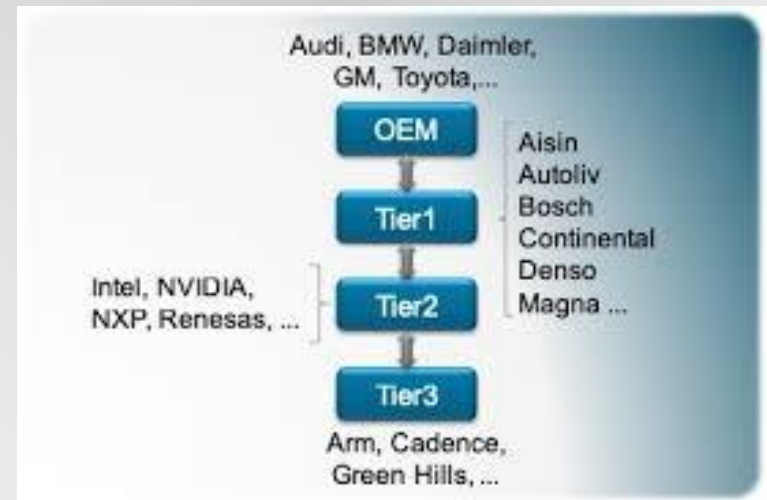 Audi, BMW, Daimler,
GM, Toyota,...
OEM
Aisin
Autoliv
Bosch
Continental
Denso
Magna ...
Tier1
Intel, NVIDIA,
NXP, Renesas, ...
Tier2
Tier3
Arm, Cadence,
Green Hills, ...